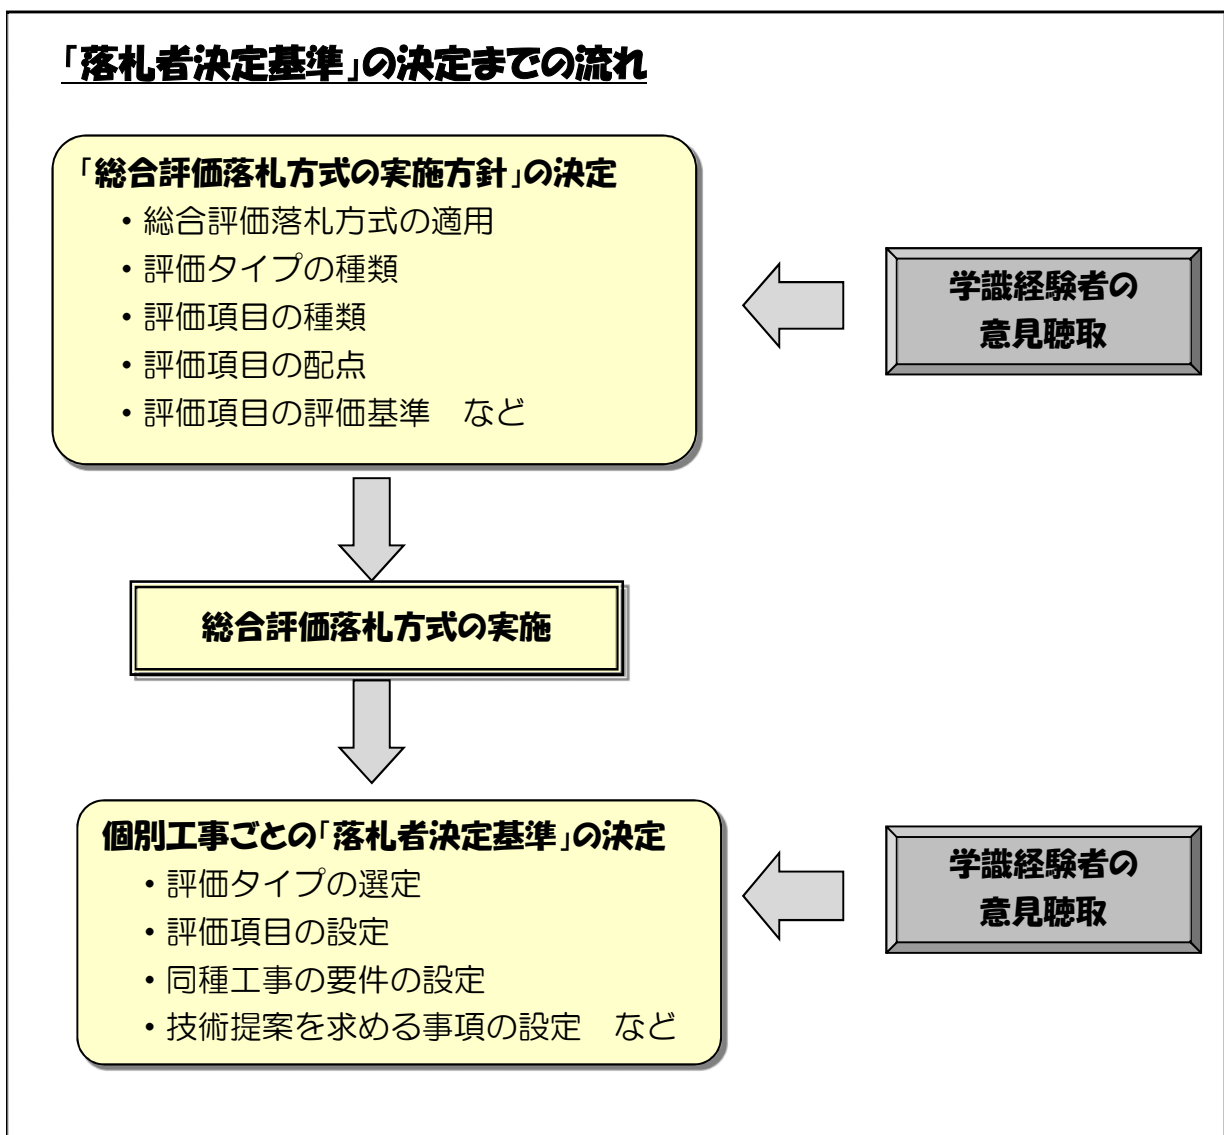 「落札者決定基準」の決定までの流れ
「総合評価落札方式の実施方針」の決定
・総合評価落札方式の適用
・評価タイプの種類
・評価項目の種類
・評価項目の配点
・評価項目の評価基準　など
学識経験者の
意見聴取
総合評価落札方式の実施
個別工事ごとの「落札者決定基準」の決定
・評価タイプの選定
・評価項目の設定
・同種工事の要件の設定
・技術提案を求める事項の設定　など
学識経験者の
意見聴取